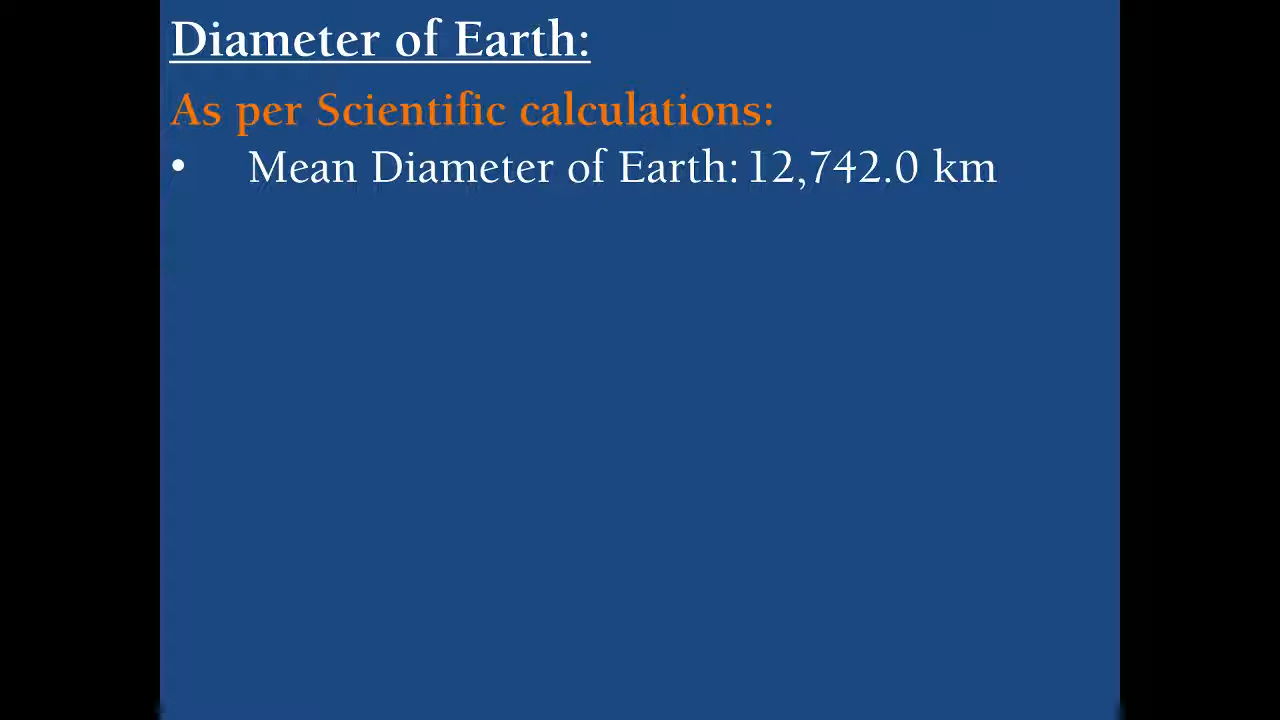 Diameter of Earth:
As per Scientific calculations:
• Mean Diameter of Earth: 12,742.0 km